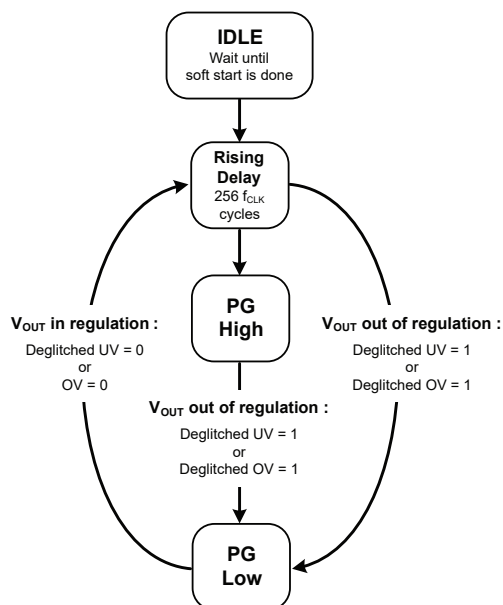 IDLE
Wait until
soft start is done
Rising
Delay
256 fCLK
cycles
PG
High
VOUT in regulation :
Deglitched UV = 0
or
OV = 0
VOUT out of regulation :
Deglitched UV = 1
or
Deglitched OV = 1
VOUT out of regulation :
Deglitched UV = 1
or
Deglitched OV = 1
PG
Low